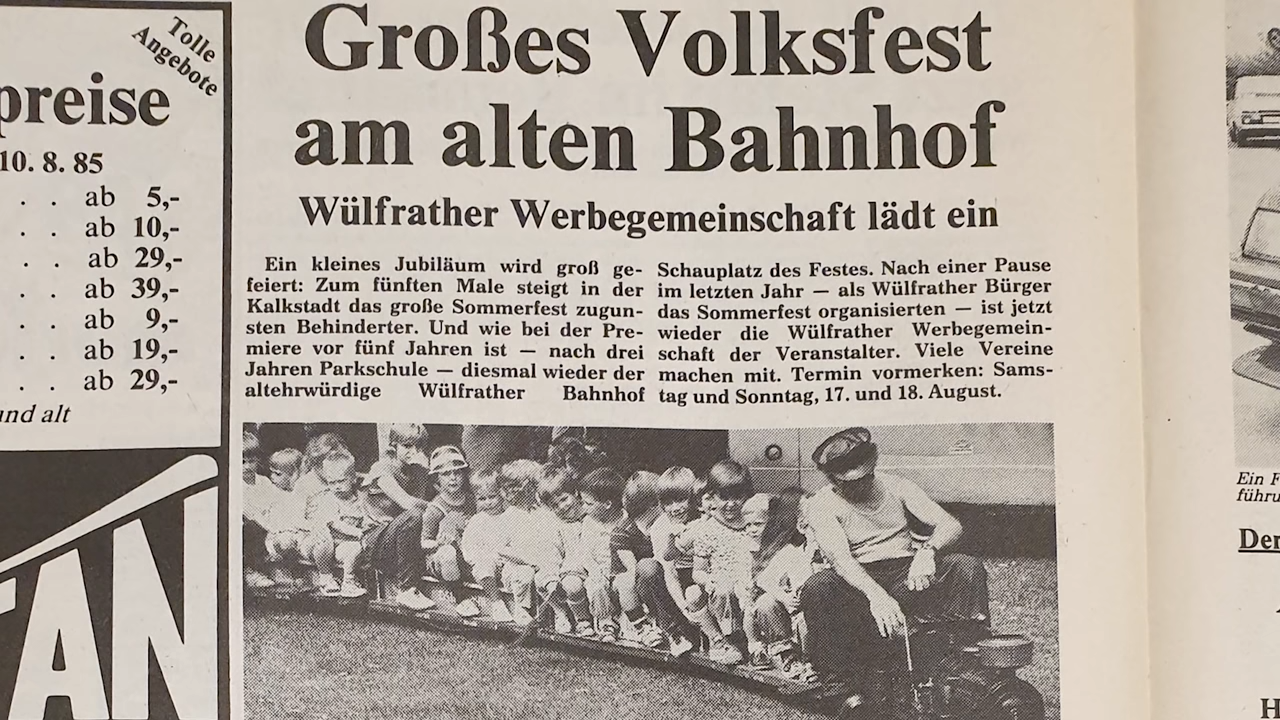 Tolle
Angebote
preise
10. 8. 85
. . ab 5,-
. . ab 10,-
. . ab 29,-
. . ab 39,-
. . ab 9,-
. . ab 19,-
. . ab 29,-
und alt
TAN
Großes Volksfest
am alten Bahnhof
Wülfrather Werbegemeinschaft lädt ein
Ein kleines Jubiläum wird groß ge-
feiert: Zum fünften Male steigt in der
Kalkstadt das große Sommerfest zugun-
sten Behinderter. Und wie bei der Pre-
miere vor fünf Jahren ist — nach drei
Jahren Parkschule — diesmal wieder der
altehrwürdige Wülfrather Bahnhof
Schauplatz des Festes. Nach einer Pause
im letzten Jahr — als Wülfrather Bürger
das Sommerfest organisierten — ist jetzt
wieder die Wülfrather Werbegemein-
schaft der Veranstalter. Viele Vereine
machen mit. Termin vormerken: Sams-
tag und Sonntag, 17. und 18. August.
Ein F
führu
Der
H